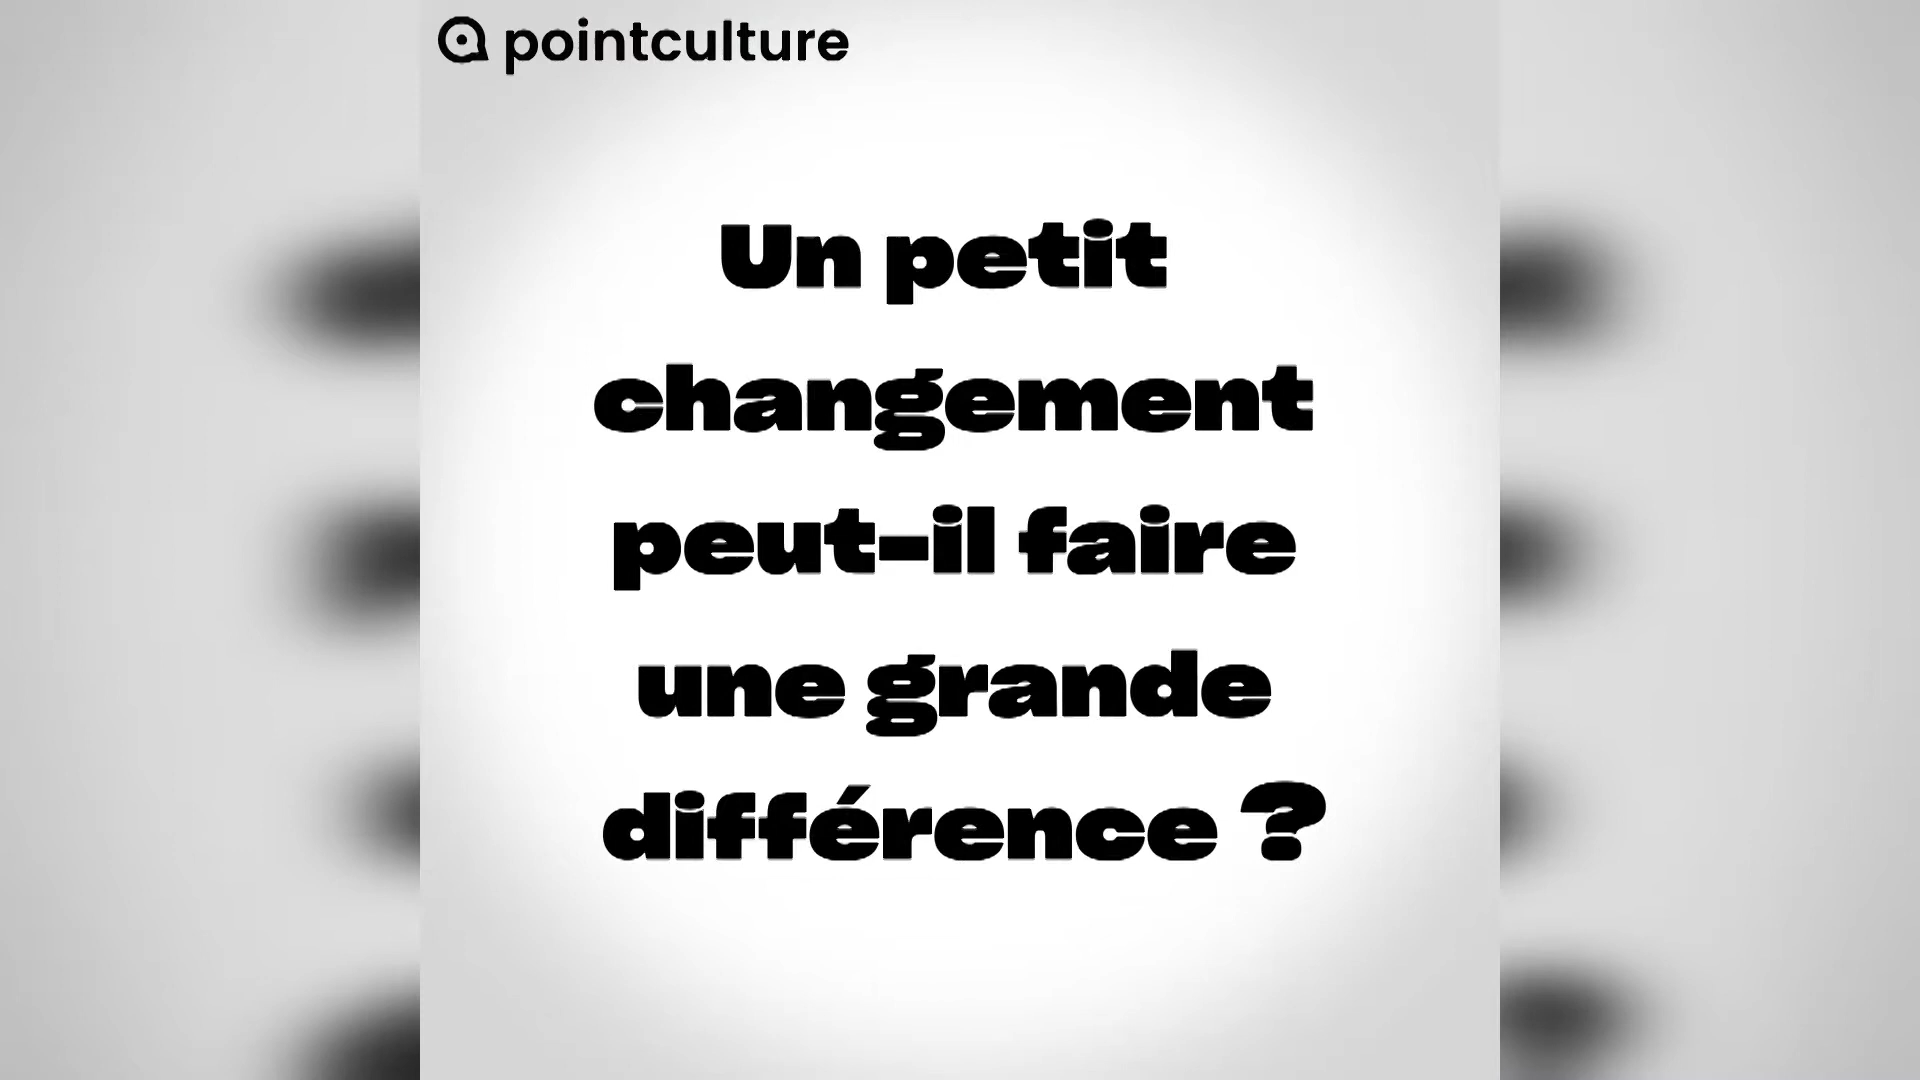 pointculture
Un petit
changement
peut-il faire
une grande
différence ?